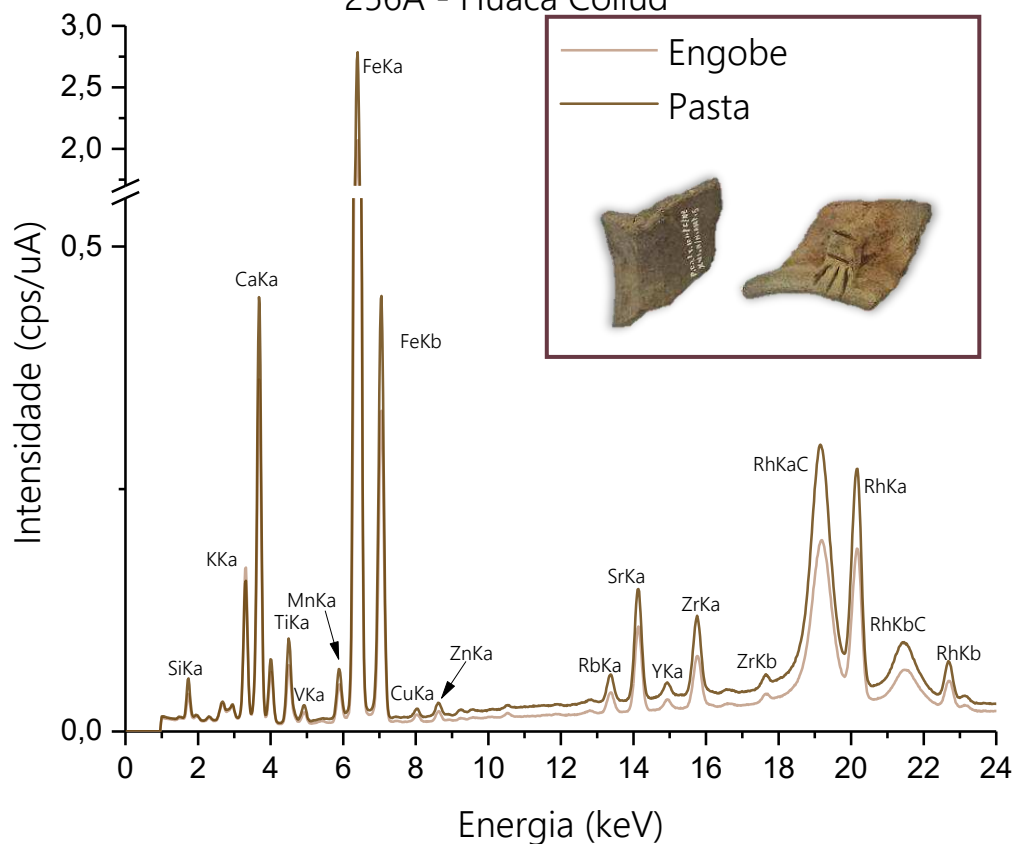 256A - Huaca Collud
3,0
2,5
2,0
0,5
0,0
Intensidade (cps/uA)
Engobe
Pasta
FeKa
CaKa
FeKb
KKa
MnKa
TiKa
SiKa
VKa
CuKa
ZnKa
RbKa
SrKa
YKa
ZrKa
ZrKb
RhKaC
RhKa
RhKbC
RhKb
0 2 4 6 8 10 12 14 16 18 20 22 24
Energia (keV)